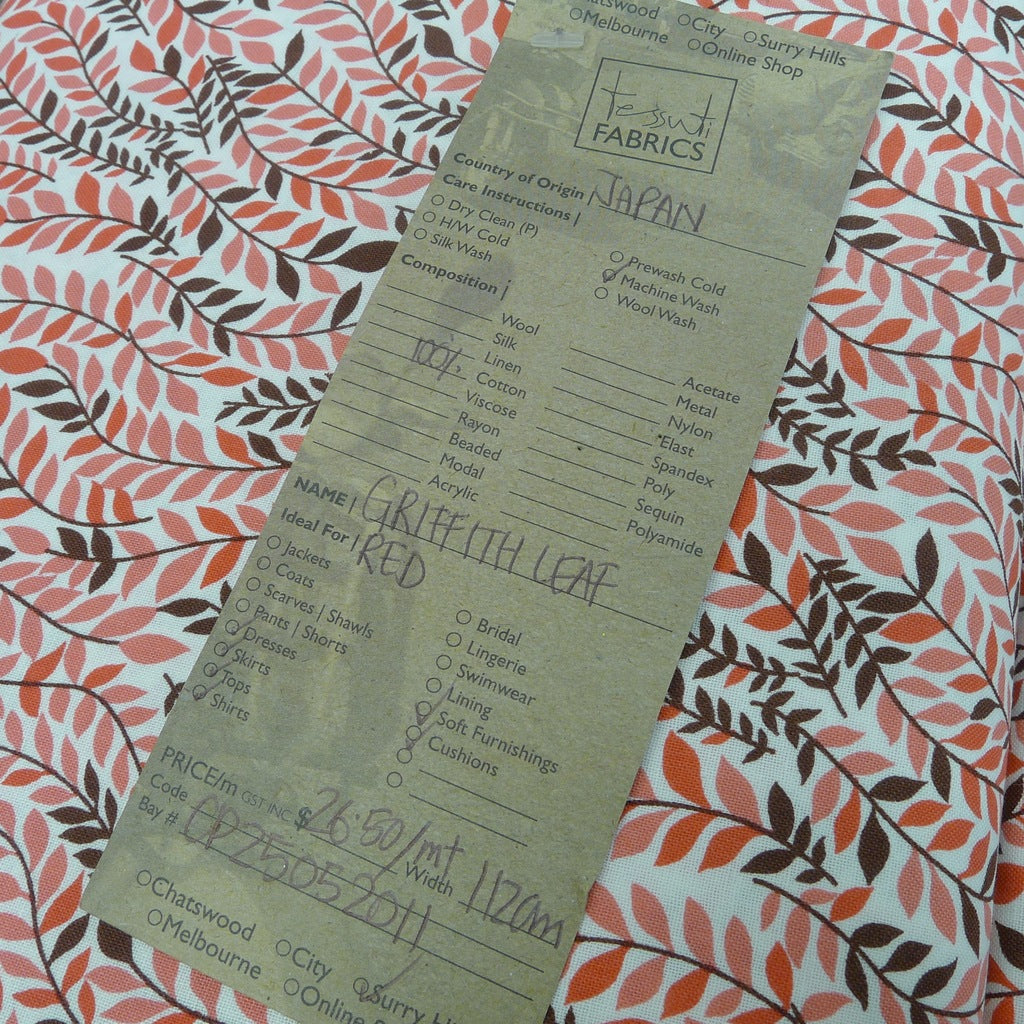 Chatswood ○City ○Surry Hills
○Melbourne ○Online Shop
Tessuti
FABRICS
Country of Origin JAPAN
Care Instructions |
○ Dry Clean (P)
○ H/W Cold
○ Silk Wash
○ Prewash Cold
○ Machine Wash
○ Wool Wash
Composition |
Wool
Silk
Linen
100% Cotton
Viscose
Rayon
Beaded
Modal
Acrylic
Acetate
Metal
Nylon
Elast
Spandex
Poly
Sequin
Polyamide
NAME | GRIFFITH LEAF
RED
Ideal For |
○ Jackets
○ Coats
○ Scarves | Shawls
○ Pants | Shorts
○ Dresses
○ Skirts
○ Tops
○ Shirts
○ Bridal
○ Lingerie
○ Swimwear
○ Lining
○ Soft Furnishings
○ Cushions
PRICE/m GST INC $26.50/mt
Code Width 112cm
Bay # CP25052011
○Chatswood ○City ○Surry
○Melbourne ○Online